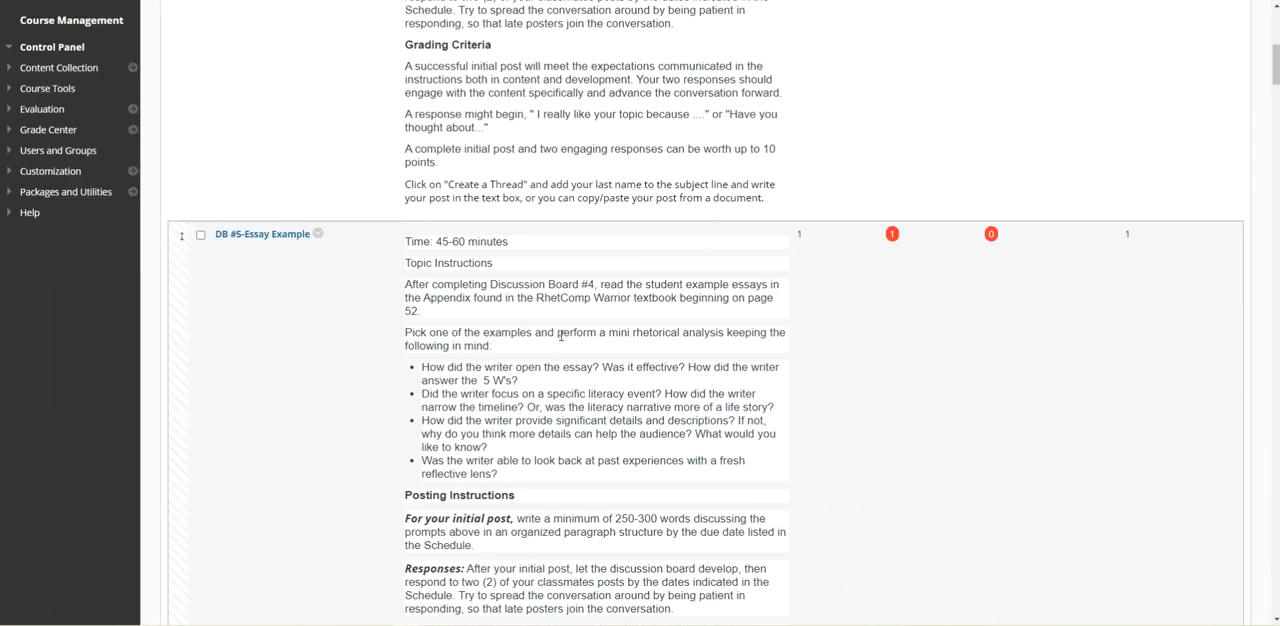 Course Management
Control Panel
Content Collection
Course Tools
Evaluation
Grade Center
Users and Groups
Customization
Packages and Utilities
Help
respond to two (2) of your classmates posts by the dates indicated in the
Schedule. Try to spread the conversation around by being patient in
responding, so that late posters join the conversation.
Grading Criteria
A successful initial post will meet the expectations communicated in the
instructions both in content and development. Your two responses should
engage with the content specifically and advance the conversation forward.
A response might begin, " I really like your topic because ...." or "Have you
thought about..."
A complete initial post and two engaging responses can be worth up to 10
points.
Click on "Create a Thread" and add your last name to the subject line and write
your post in the text box, or you can copy/paste your post from a document.
DB #5-Essay Example
Time: 45-60 minutes
1
1
0
1
Topic Instructions
After completing Discussion Board #4, read the student example essays in
the Appendix found in the RhetComp Warrior textbook beginning on page
52.
Pick one of the examples and perform a mini rhetorical analysis keeping the
following in mind:
• How did the writer open the essay? Was it effective? How did the writer
answer the  5 W's?
• Did the writer focus on a specific literacy event? How did the writer
narrow the timeline? Or, was the literacy narrative more of a life story?
• How did the writer provide significant details and descriptions? If not,
why do you think more details can help the audience? What would you
like to know?
• Was the writer able to look back at past experiences with a fresh
reflective lens?
Posting Instructions
For your initial post, write a minimum of 250-300 words discussing the
prompts above in an organized paragraph structure by the due date listed in
the Schedule.
Responses: After your initial post, let the discussion board develop, then
respond to two (2) of your classmates posts by the dates indicated in the
Schedule. Try to spread the conversation around by being patient in
responding, so that late posters join the conversation.